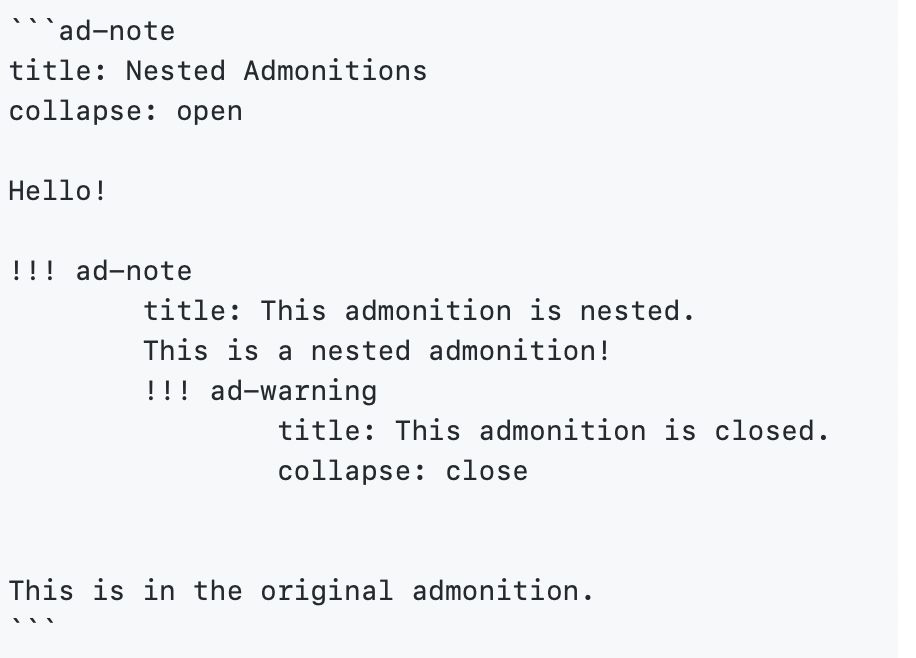 ```ad-note
title: Nested Admonitions
collapse: open

Hello!

!!! ad-note
        title: This admonition is nested.
        This is a nested admonition!
        !!! ad-warning
                title: This admonition is closed.
                collapse: close


This is in the original admonition.
```